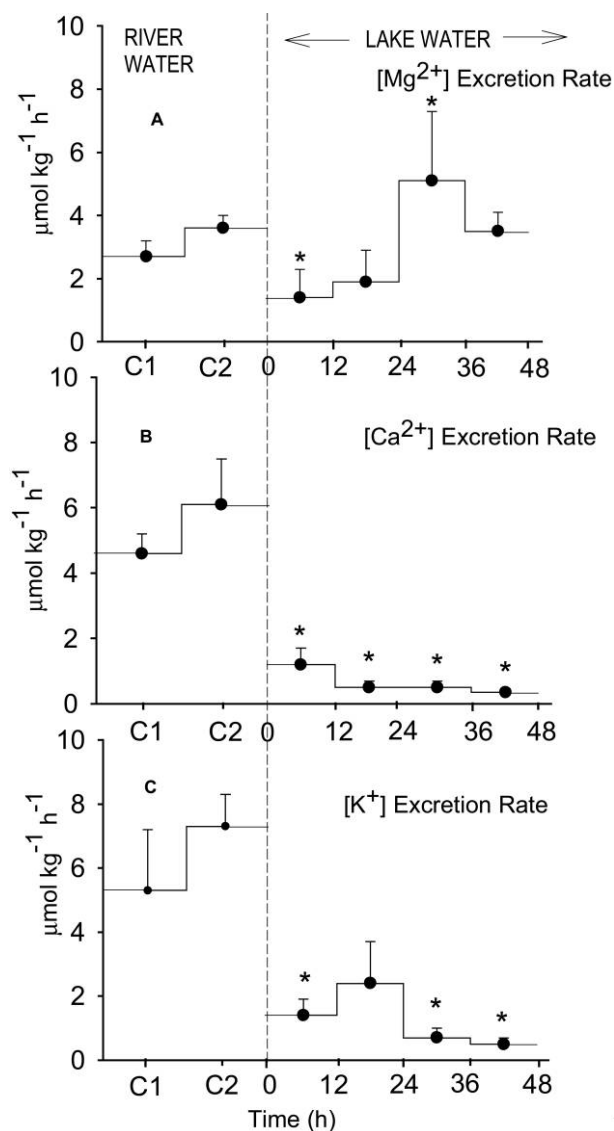 RIVER WATER
LAKE WATER
[Mg²⁺] Excretion Rate
A
*
*
µmol kg⁻¹ h⁻¹
10
8
6
4
2
0
C1 C2 0 12 24 36 48
[Ca²⁺] Excretion Rate
B
* * * *
µmol kg⁻¹ h⁻¹
10
8
6
4
2
0
C1 C2 0 12 24 36 48
[K⁺] Excretion Rate
C
* * *
µmol kg⁻¹ h⁻¹
10
8
6
4
2
0
C1 C2 0 12 24 36 48
Time (h)